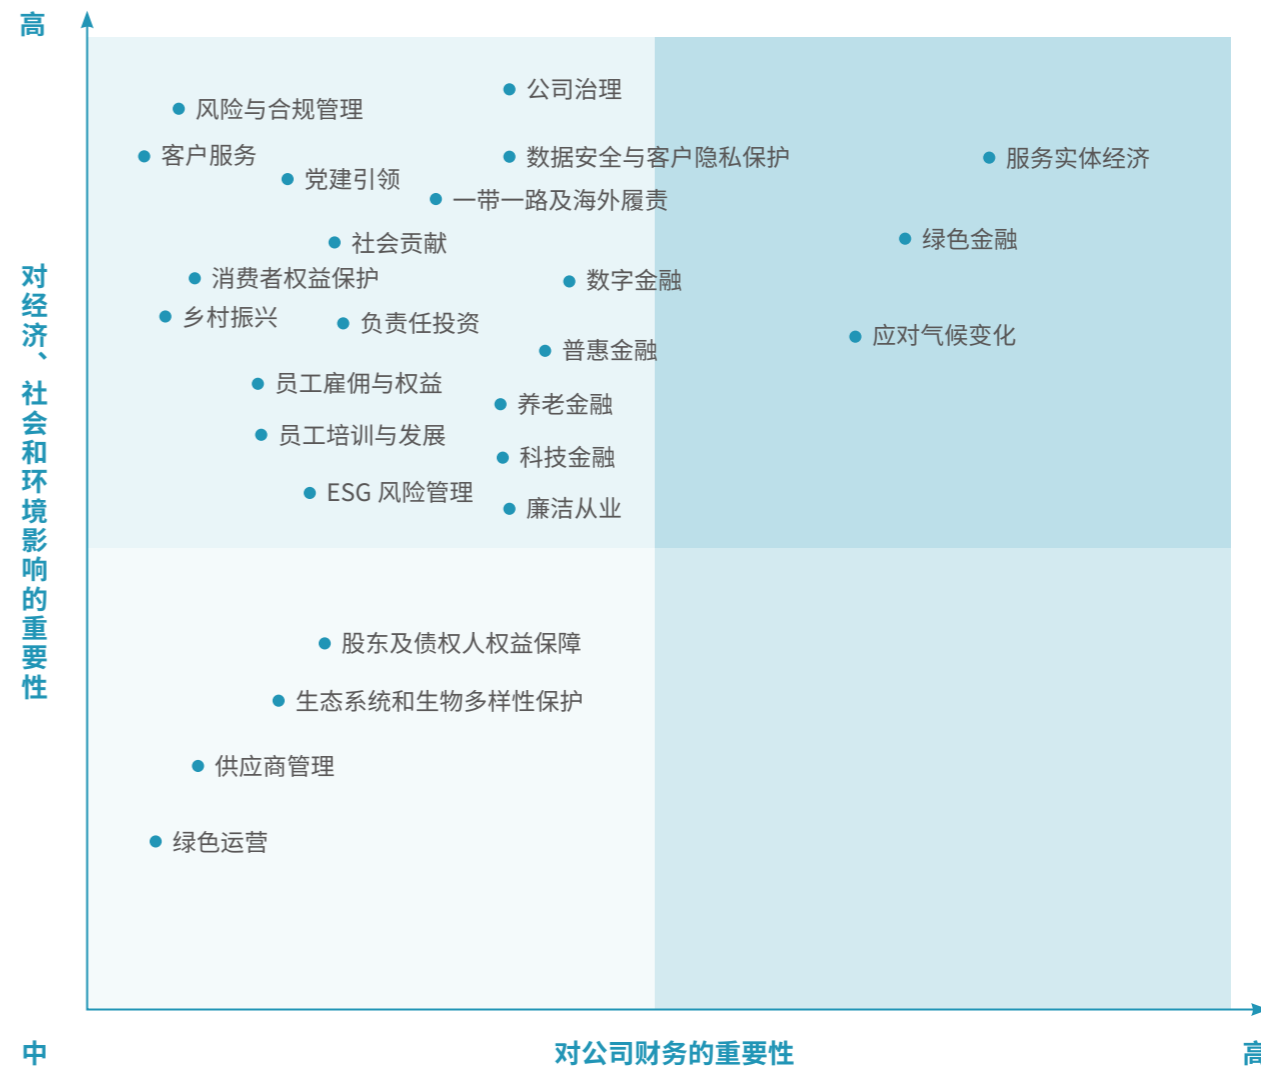 高
对经济、社会和环境影响的重要性
公司治理
风险与合规管理
客户服务
数据安全与客户隐私保护
服务实体经济
党建引领
一带一路及海外履责
社会贡献
绿色金融
消费者权益保护
数字金融
乡村振兴
负责任投资
应对气候变化
普惠金融
员工雇佣与权益
养老金融
员工培训与发展
科技金融
ESG 风险管理
廉洁从业
股东及债权人权益保障
生态系统和生物多样性保护
供应商管理
绿色运营
中
对公司财务的重要性
高